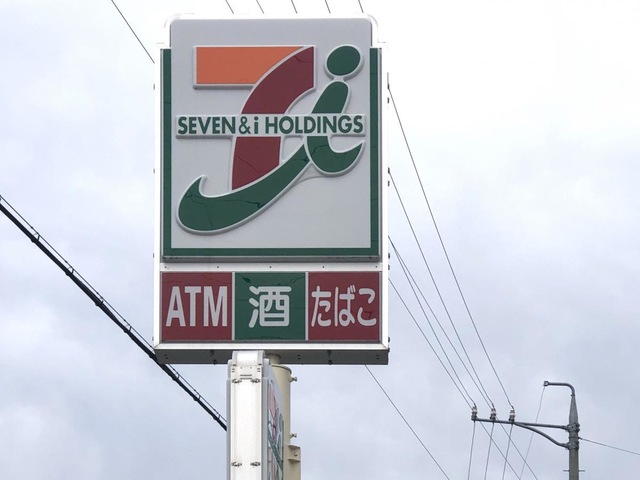 SEVEN & i HOLDINGS
ATM 酒 たばこ